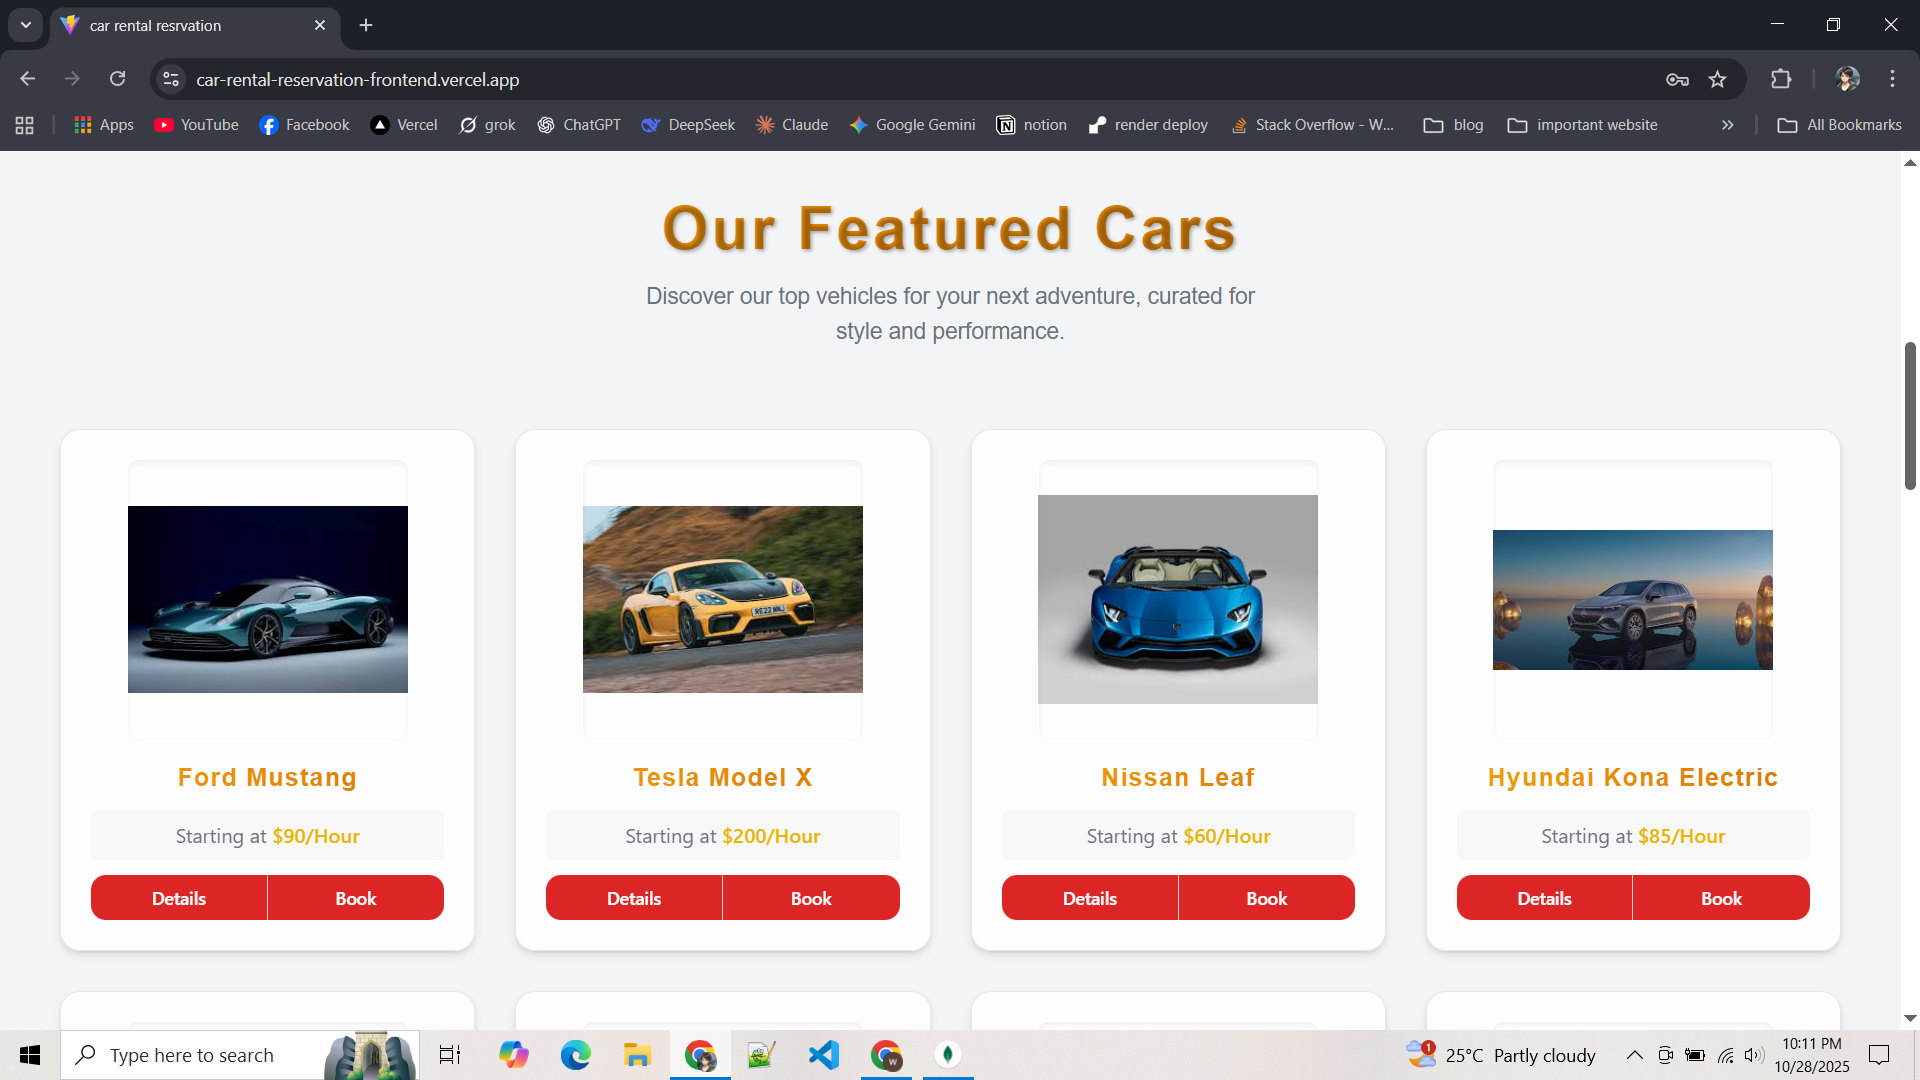 car rental resrvation
car-rental-reservation-frontend.vercel.app
Apps YouTube Facebook Vercel grok ChatGPT DeepSeek Claude Google Gemini notion render deploy Stack Overflow - W... blog important website » All Bookmarks
Our Featured Cars
Discover our top vehicles for your next adventure, curated for
style and performance.
Ford Mustang Tesla Model X Nissan Leaf Hyundai Kona Electric
Starting at $90/Hour Starting at $200/Hour Starting at $60/Hour Starting at $85/Hour
Details Book Details Book Details Book Details Book
Type here to search
1
25°C Partly cloudy
10:11 PM
10/28/2025